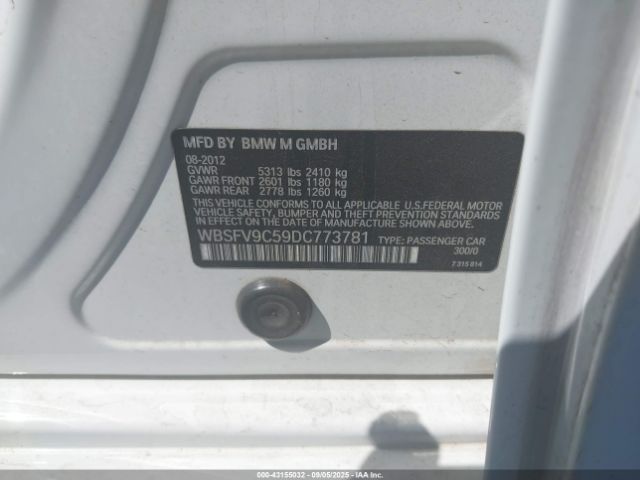 MFD BY BMW M GMBH
08-2012
GVWR 5313 lbs 2410 kg
GAWR FRONT 2601 lbs 1180 kg
GAWR REAR 2778 lbs 1260 kg
THIS VEHICLE CONFORMS TO ALL APPLICABLE U.S.FEDERAL MOTOR
VEHICLE SAFETY, BUMPER AND THEFT PREVENTION STANDARDS
IN EFFECT ON THE DATE OF MANUFACTURE SHOWN ABOVE.
WBSFV9C59DC773781 TYPE: PASSENGER CAR
300/0
7 315 814
000-43155032 - 09/05/2025 - IAA Inc.